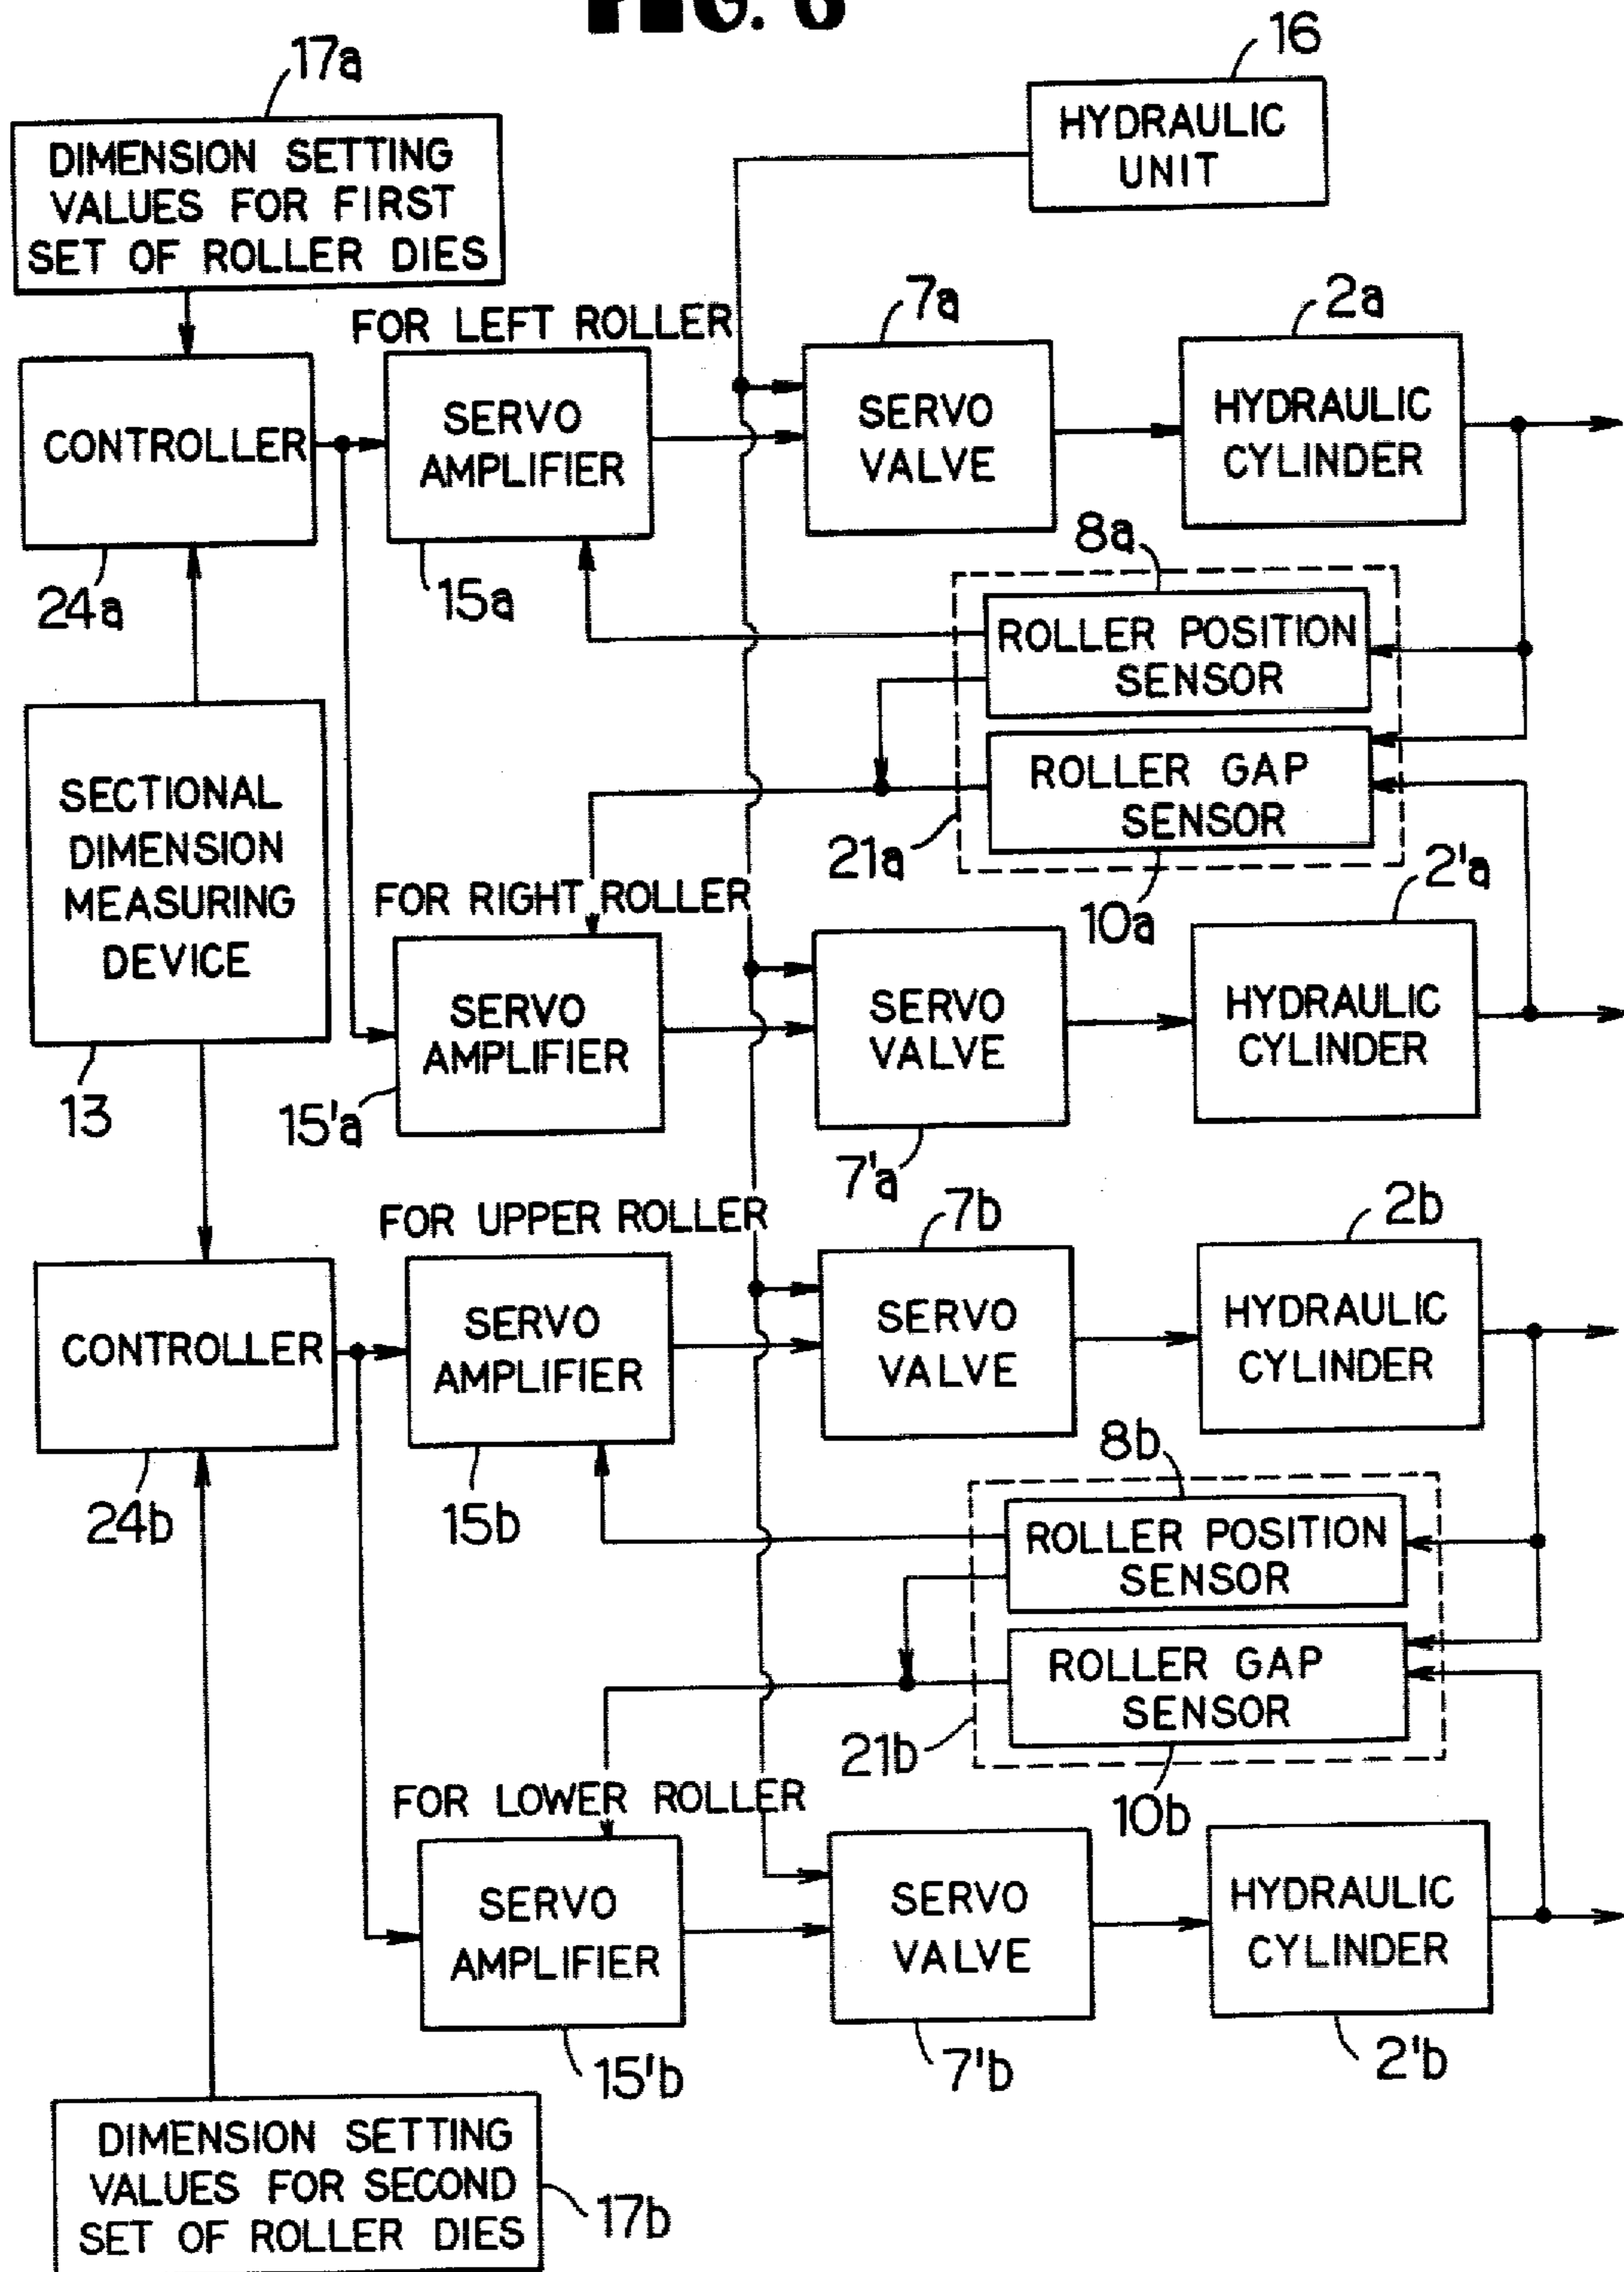 FIG. 6
16
17a
HYDRAULIC
UNIT
DIMENSION SETTING
VALUES FOR FIRST
SET OF ROLLER DIES
FOR LEFT ROLLER
7a
2a
CONTROLLER
SERVO
AMPLIFIER
SERVO
VALVE
HYDRAULIC
CYLINDER
24a
15a
8a
ROLLER POSITION
SENSOR
ROLLER GAP
SENSOR
21a
10a
2'a
SECTIONAL
DIMENSION
MEASURING
DEVICE
13
FOR RIGHT ROLLER
SERVO
AMPLIFIER
SERVO
VALVE
HYDRAULIC
CYLINDER
15'a
7'a
FOR UPPER ROLLER
7b
2b
CONTROLLER
SERVO
AMPLIFIER
SERVO
VALVE
HYDRAULIC
CYLINDER
24b
15b
8b
ROLLER POSITION
SENSOR
ROLLER GAP
SENSOR
21b
10b
FOR LOWER ROLLER
SERVO
AMPLIFIER
SERVO
VALVE
HYDRAULIC
CYLINDER
15'b
7'b
2'b
DIMENSION SETTING
VALUES FOR SECOND
SET OF ROLLER DIES
17b